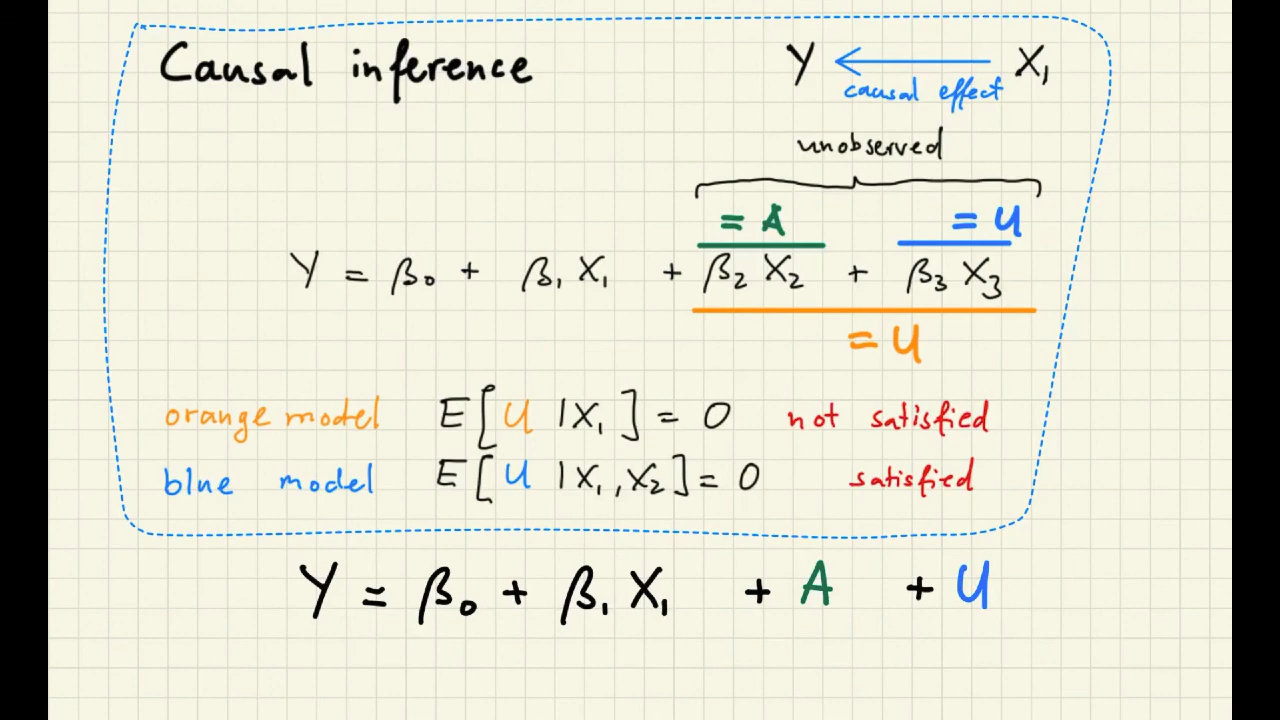 Causal inference Y ← X₁
causal effect
unobserved
= A = U
Y = β₀ + β₁ X₁ + β₂ X₂ + β₃ X₃
= U
orange model E[U | X₁] = 0 not satisfied
blue model E[U | X₁, X₂] = 0 satisfied
Y = β₀ + β₁ X₁ + A + U